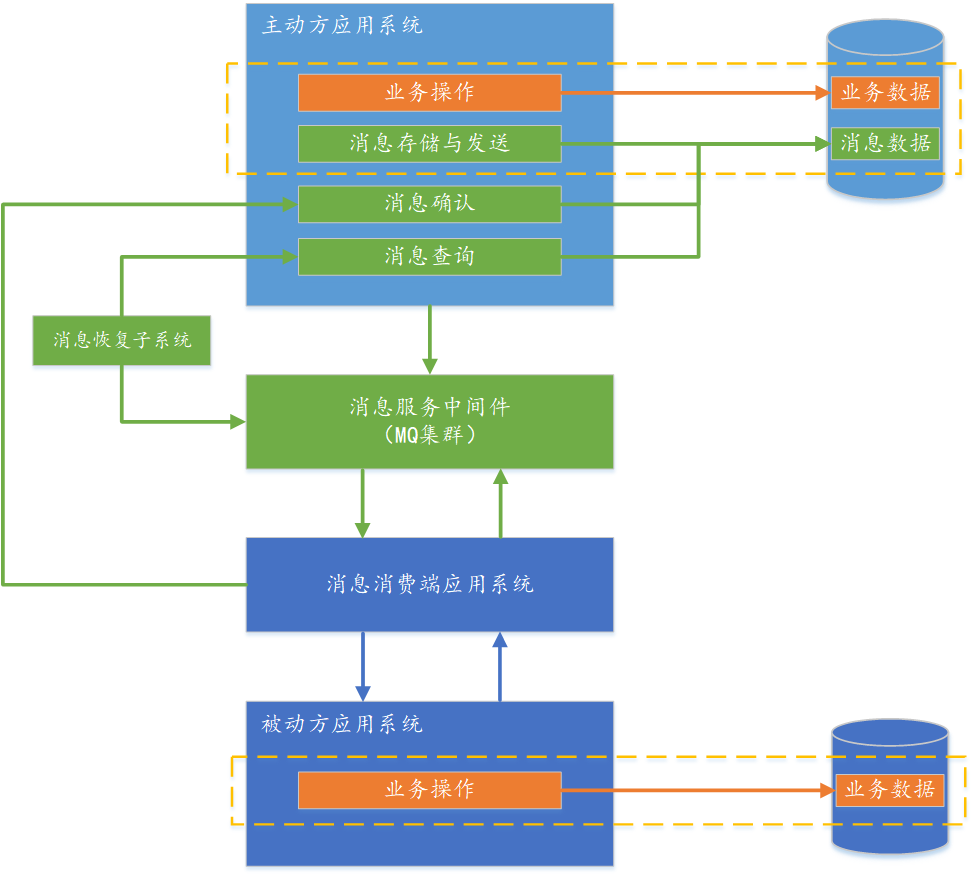 主动方应用系统
业务操作
业务数据
消息存储与发送
消息数据
消息确认
消息查询
消息恢复子系统
消息服务中间件
（MQ集群）
消息消费端应用系统
被动方应用系统
业务操作
业务数据